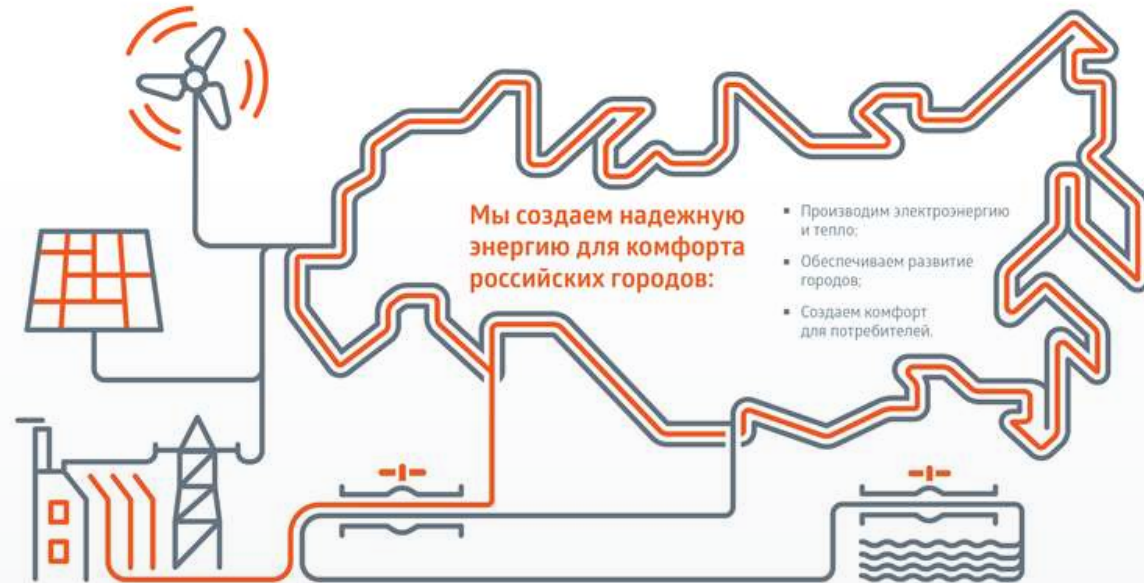 Мы создаем надежную
энергию для комфорта
российских городов:
▪ Производим электроэнергию
и тепло;
▪ Обеспечиваем развитие
городов;
▪ Создаем комфорт
для потребителей.